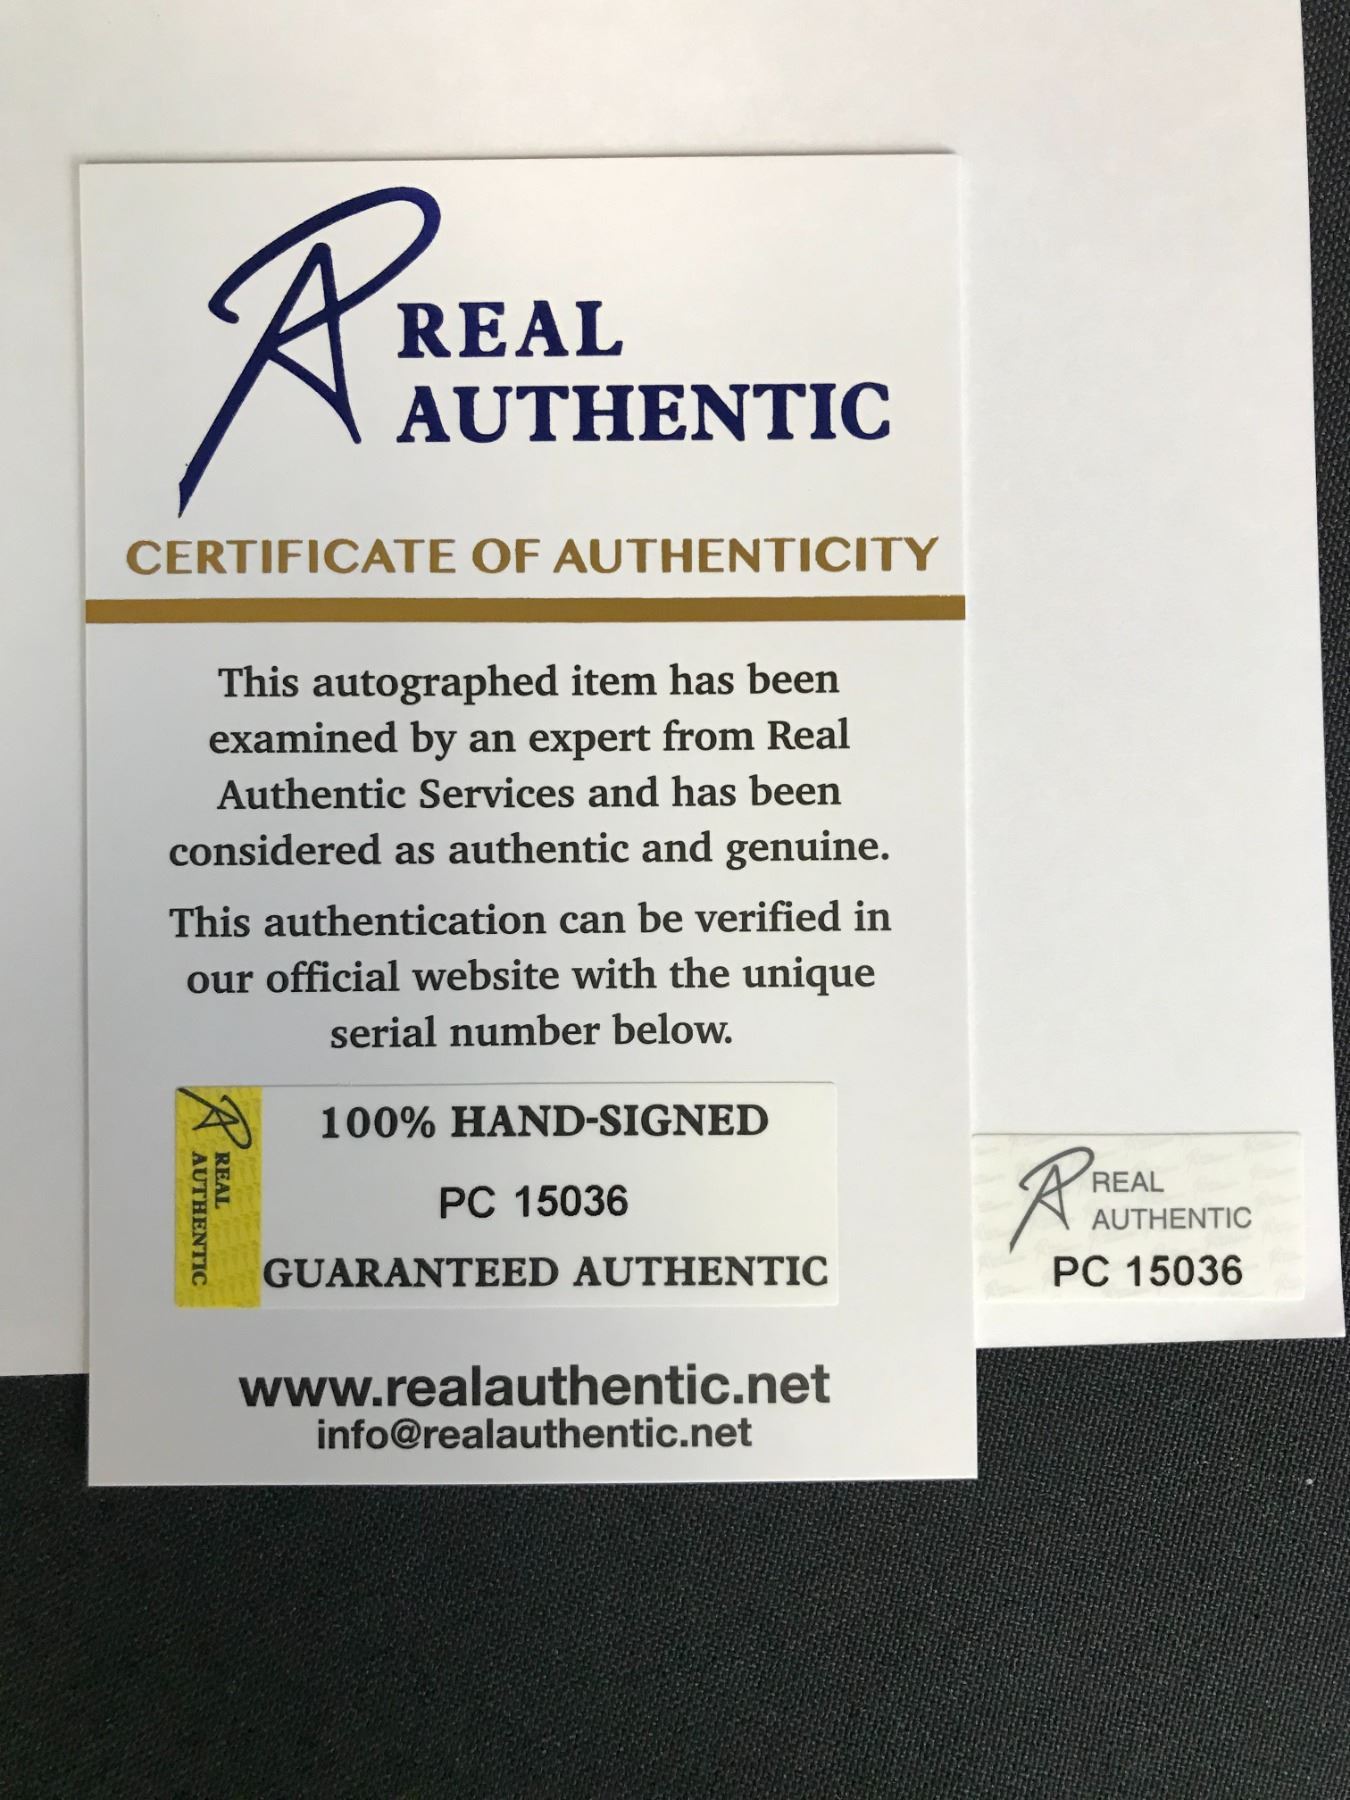 REAL
AUTHENTIC
CERTIFICATE OF AUTHENTICITY
This autographed item has been
examined by an expert from Real
Authentic Services and has been
considered as authentic and genuine.
This authentication can be verified in
our official website with the unique
serial number below.
REAL
AUTHENTIC
100% HAND-SIGNED
PC 15036
GUARANTEED AUTHENTIC
www.realauthentic.net
info@realauthentic.net
REAL
AUTHENTIC
PC 15036